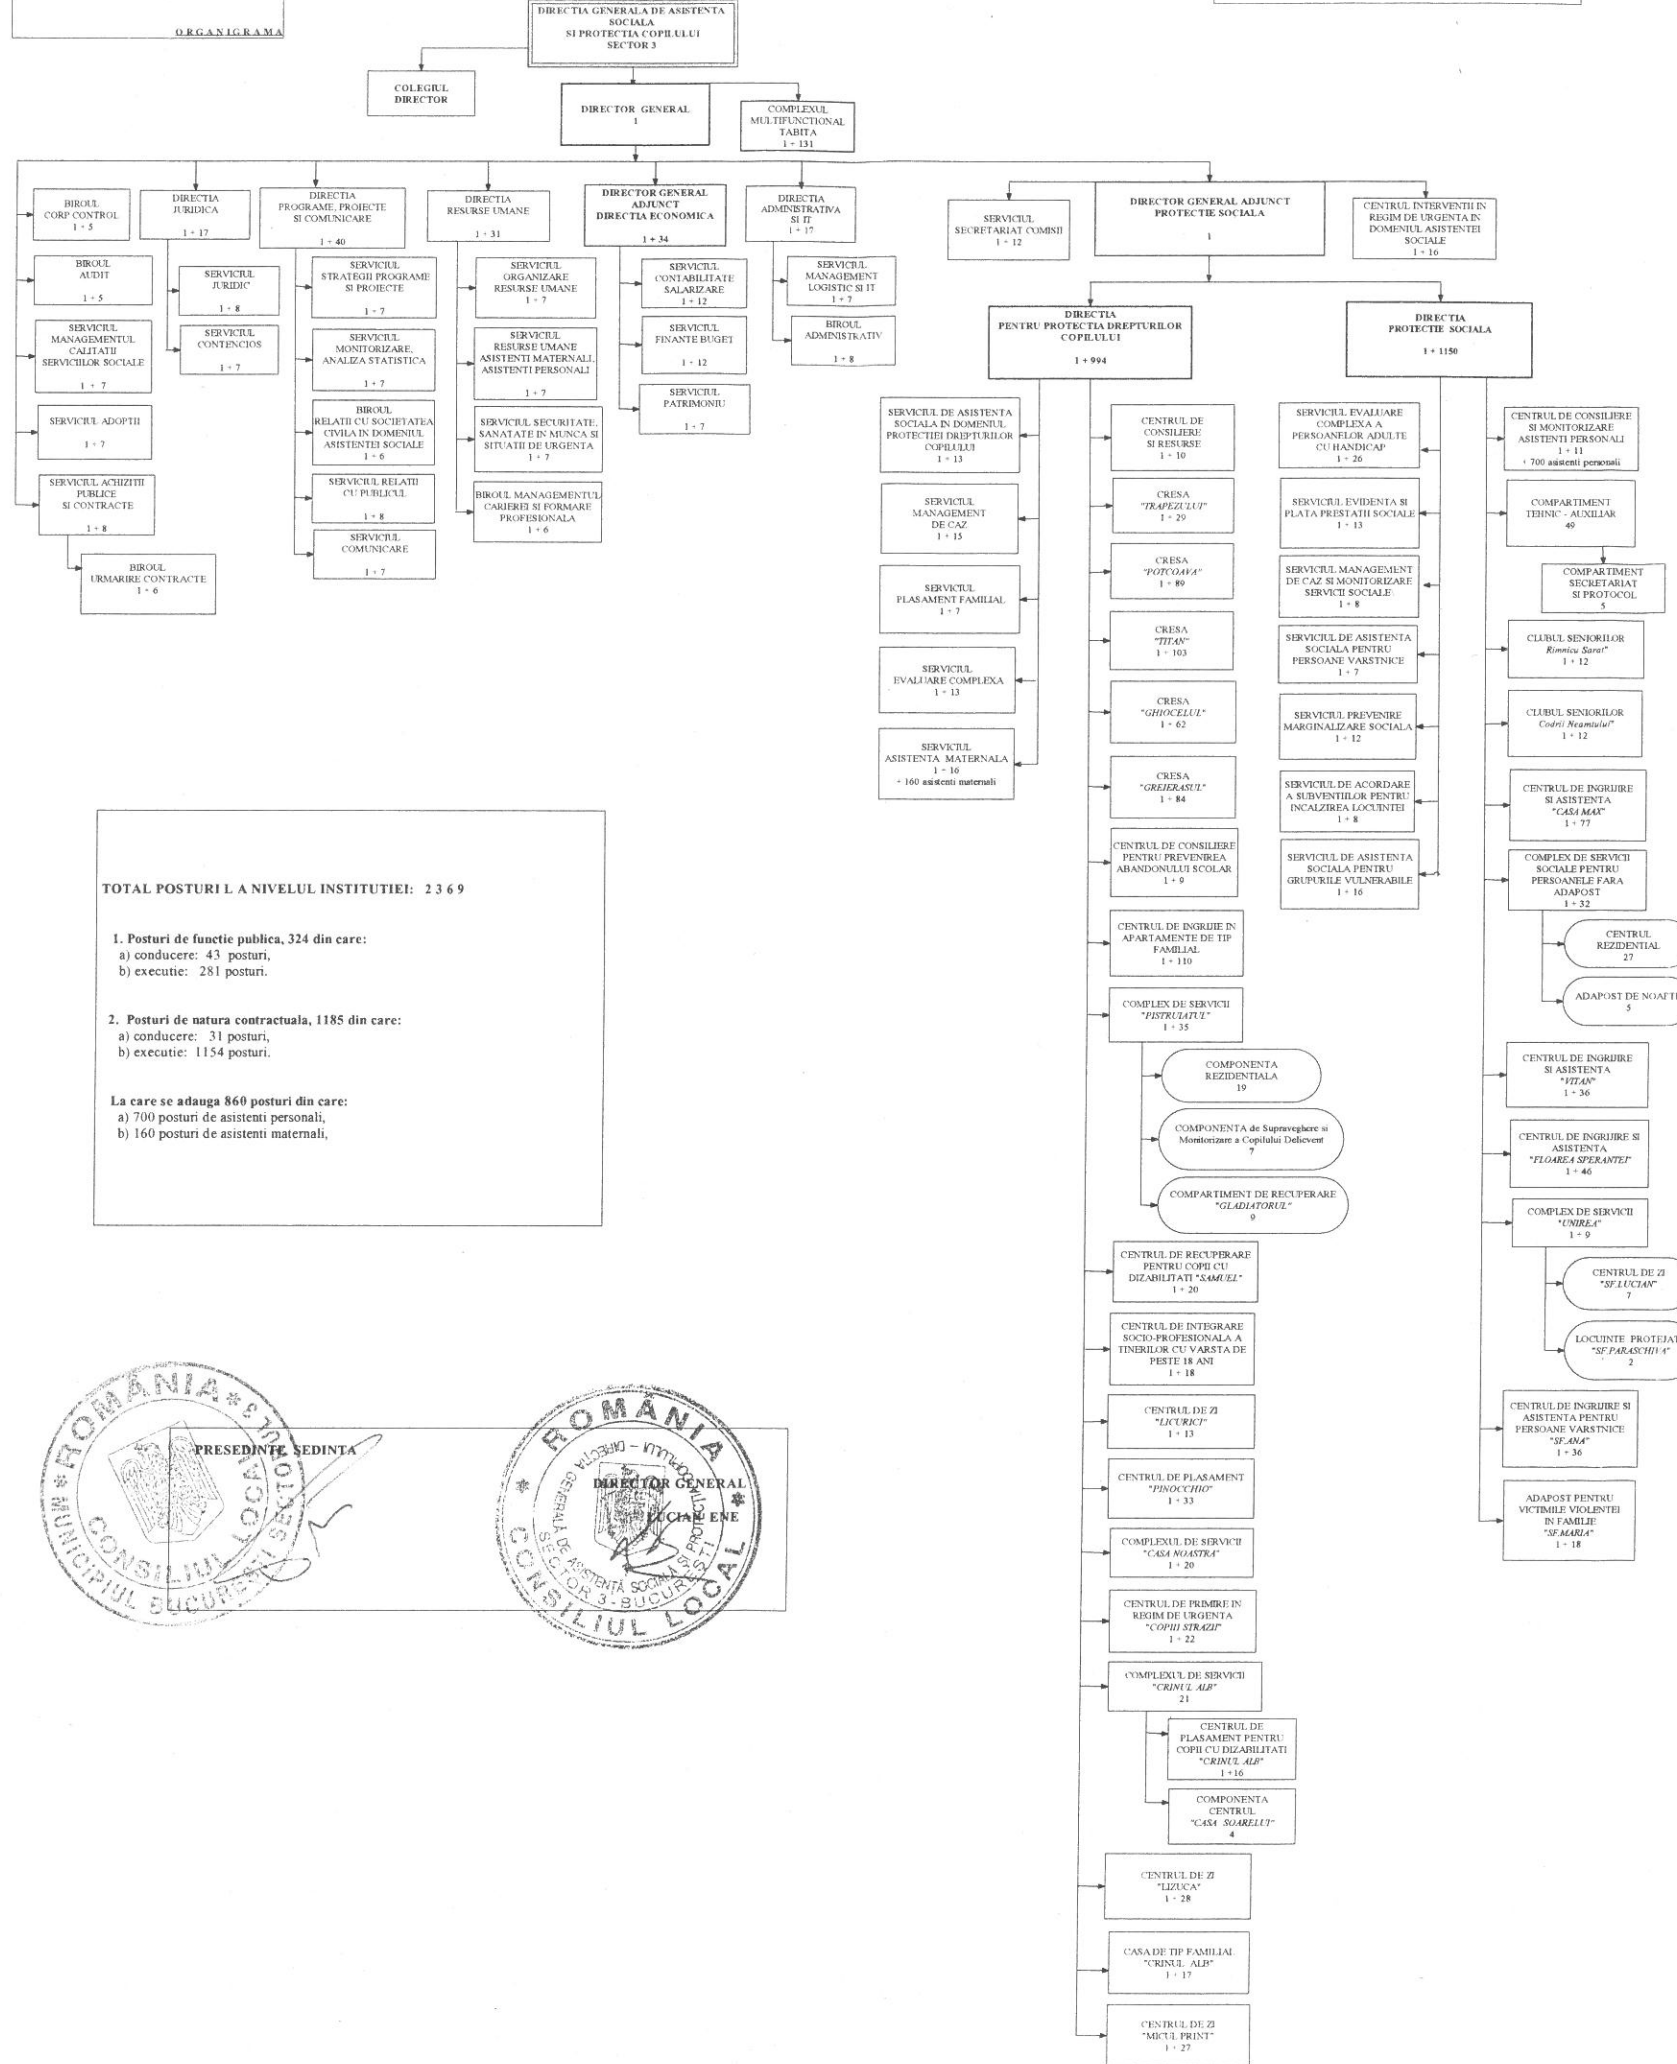 ORGANIGRAMA
DIRECTIA GENERALA DE ASISTENTA
SOCIALA
SI PROTECTIA COPILULUI
SECTOR 3
COLEGIUL
DIRECTOR
DIRECTOR GENERAL
1
COMPLEXUL
MULTIFUNCTIONAL
TABITA
1 + 131
BIROUL
CORP CONTROL
1 + 5
BIROUL
AUDIT
1 + 5
SERVICIUL
MANAGEMENTUL
CALITATII
SERVICIILOR SOCIALE
1 + 7
SERVICIUL ADOPTII
1 + 7
SERVICIUL ACHIZITII
PUBLICE
SI CONTRACTE
1 + 8
BIROUL
URMARIRE CONTRACTE
1 + 6
DIRECTIA
JURIDICA
1 + 17
SERVICIUL
JURIDIC
1 + 8
SERVICIUL
CONTENCIOS
1 + 7
DIRECTIA
PROGRAME, PROIECTE
SI COMUNICARE
1 + 40
SERVICIUL
STRATEGII PROGRAME
SI PROIECTE
1 + 7
SERVICIUL
MONITORIZARE,
ANALIZA STATISTICA
1 + 7
BIROUL
RELATII CU SOCIETATEA
CIVILA IN DOMENIUL
ASISTENTEI SOCIALE
1 + 6
SERVICIUL RELATII
CU PUBLICUL
1 + 8
SERVICIUL
COMUNICARE
1 + 7
DIRECTIA
RESURSE UMANE
1 + 31
SERVICIUL
ORGANIZARE
RESURSE UMANE
1 + 7
SERVICIUL
RESURSE UMANE
ASISTENTI MATERNALI,
ASISTENTI PERSONALI
1 + 7
SERVICIUL SECURITATE,
SANATATE IN MUNCA SI
SITUATII DE URGENTA
1 + 7
BIROUL MANAGEMENTUL
CARIEREI SI FORMARE
PROFESIONALA
1 + 6
DIRECTOR GENERAL
ADJUNCT
DIRECTIA ECONOMICA
1 + 34
SERVICIUL
CONTABILITATE
SALARIZARE
1 + 12
SERVICIUL
FINANTE BUGET
1 + 12
SERVICIUL
PATRIMONIU
1 + 7
DIRECTIA
ADMINISTRATIVA
SI IT
1 + 17
SERVICIUL
MANAGEMENT
LOGISTIC SI IT
1 + 7
BIROUL
ADMINISTRATIV
1 + 8
SERVICIUL
SECRETARIAT COMISII
1 + 12
DIRECTOR GENERAL ADJUNCT
PROTECTIE SOCIALA
1
CENTRUL INTERVENTII IN
REGIM DE URGENTA IN
DOMENIUL ASISTENTEI
SOCIALE
1 + 16
DIRECTIA
PENTRU PROTECTIA DREPTURILOR
COPILULUI
1 + 994
SERVICIUL DE ASISTENTA
SOCIALA IN DOMENIUL
PROTECTIEI DREPTURILOR
COPILULUI
1 + 13
SERVICIUL
MANAGEMENT
DE CAZ
1 + 15
SERVICIUL
PLASAMENT FAMILIAL
1 + 7
SERVICIUL
EVALUARE COMPLEXA
1 + 13
SERVICIUL
ASISTENTA MATERNALA
1 + 16
+ 160 asistenti maternali
CENTRUL DE
CONSILIERE
SI RESURSE
1 + 10
CRESA
"TRAPEZULUI"
1 + 29
CRESA
"POTCOAVA"
1 + 89
CRESA
"TITAN"
1 + 103
CRESA
"GHIOCELUL"
1 + 62
CRESA
"GREIERASUL"
1 + 84
CENTRUL DE CONSILIERE
PENTRU PREVENIREA
ABANDONULUI SCOLAR
1 + 9
CENTRUL DE INGRIJIE IN
APARTAMENTE DE TIP
FAMILIAL
1 + 110
COMPLEX DE SERVICII
"PISTRUIATUL"
1 + 35
COMPONENTA
REZIDENTIALA
19
COMPONENTA de Supraveghere si
Monitorizare a Copilului Delicvent
7
COMPARTIMENT DE RECUPERARE
"GLADIATORUL"
9
CENTRUL DE RECUPERARE
PENTRU COPII CU
DIZABILITATI "SAMUEL"
1 + 20
CENTRUL DE INTEGRARE
SOCIO-PROFESIONALA A
TINERILOR CU VARSTA DE
PESTE 18 ANI
1 + 18
CENTRUL DE ZI
"LICURICI"
1 + 13
CENTRUL DE PLASAMENT
"PINOCCHIO"
1 + 33
COMPLEXUL DE SERVICII
"CASA NOASTRA"
1 + 20
CENTRUL DE PRIMIRE IN
REGIM DE URGENTA
"COPIII STRAZII"
1 + 22
COMPLEXUL DE SERVICII
"CRINUL ALB"
21
CENTRUL DE
PLASAMENT PENTRU
COPII CU DIZABILITATI
"CRINUL ALB"
1 +16
COMPONENTA
CENTRUL
"CASA SOARELUI"
4
CENTRUL DE ZI
"LIZUCA"
1 + 28
CASA DE TIP FAMILIAL
"CRINUL ALB"
1 + 17
CENTRUL DE ZI
"MICUL PRINT"
1 + 27
DIRECTIA
PROTECTIE SOCIALA
1 + 1150
SERVICIUL EVALUARE
COMPLEXA A
PERSOANELOR ADULTE
CU HANDICAP
1 + 26
SERVICIUL EVIDENTA SI
PLATA PRESTATII SOCIALE
1 + 13
SERVICIUL MANAGEMENT
DE CAZ SI MONITORIZARE
SERVICII SOCIALE
1 + 8
SERVICIUL DE ASISTENTA
SOCIALA PENTRU
PERSOANE VARSTNICE
1 + 7
SERVICIUL PREVENIRE
MARGINALIZARE SOCIALA
1 + 12
SERVICIUL DE ACORDARE
A SUBVENTIILOR PENTRU
INCALZIREA LOCUINTEI
1 + 8
SERVICIUL DE ASISTENTA
SOCIALA PENTRU
GRUPURILE VULNERABILE
1 + 16
CENTRUL DE CONSILIERE
SI MONITORIZARE
ASISTENTI PERSONALI
1 + 11
+ 700 asistenti personali
COMPARTIMENT
TEHNIC - AUXILIAR
49
COMPARTIMENT
SECRETARIAT
SI PROTOCOL
5
CLUBUL SENIORILOR
Rimnicu Sarat"
1 + 12
CLUBUL SENIORILOR
Codrii Neamtului"
1 + 12
CENTRUL DE INGRIJIRE
SI ASISTENTA
"CASA MAX"
1 + 77
COMPLEX DE SERVICII
SOCIALE PENTRU
PERSOANELE FARA
ADAPOST
1 + 32
CENTRUL
REZIDENTIAL
27
ADAPOST DE NOAPTE
5
CENTRUL DE INGRIJIRE
SI ASISTENTA
"VITAN"
1 + 36
CENTRUL DE INGRIJIRE SI
ASISTENTA
"FLOAREA SPERANTEI"
1 + 46
COMPLEX DE SERVICII
"UNIREA"
1 + 9
CENTRUL DE ZI
"SF.LUCIAN"
7
LOCUINTE PROTEJAT
"SF.PARASCHIVA"
2
CENTRUL DE INGRIJIRE SI
ASISTENTA PENTRU
PERSOANE VARSTNICE
"SF.ANA"
1 + 36
ADAPOST PENTRU
VICTIMILE VIOLENTEI
IN FAMILIE
"SF.MARIA"
1 + 18
TOTAL POSTURI L A NIVELUL INSTITUTIEI: 2 3 6 9
1. Posturi de functie publica, 324 din care:
a) conducere: 43 posturi,
b) executie: 281 posturi.
2. Posturi de natura contractuala, 1185 din care:
a) conducere: 31 posturi,
b) executie: 1154 posturi.
La care se adauga 860 posturi din care:
a) 700 posturi de asistenti personali,
b) 160 posturi de asistenti maternali,
PRESEDINTE SEDINTA
ROMÂNIA
MUNICIPIUL BUCUREȘTI SECTORUL 3
CONSILIUL LOCAL
DIRECTOR GENERAL
LUCIAN ENE
ROMÂNIA
CONSILIUL LOCAL
DIRECȚIA GENERALĂ DE ASISTENȚĂ SOCIALĂ ȘI PROTECȚIA COPILULUI
SECTOR 3 - BUCUREȘTI